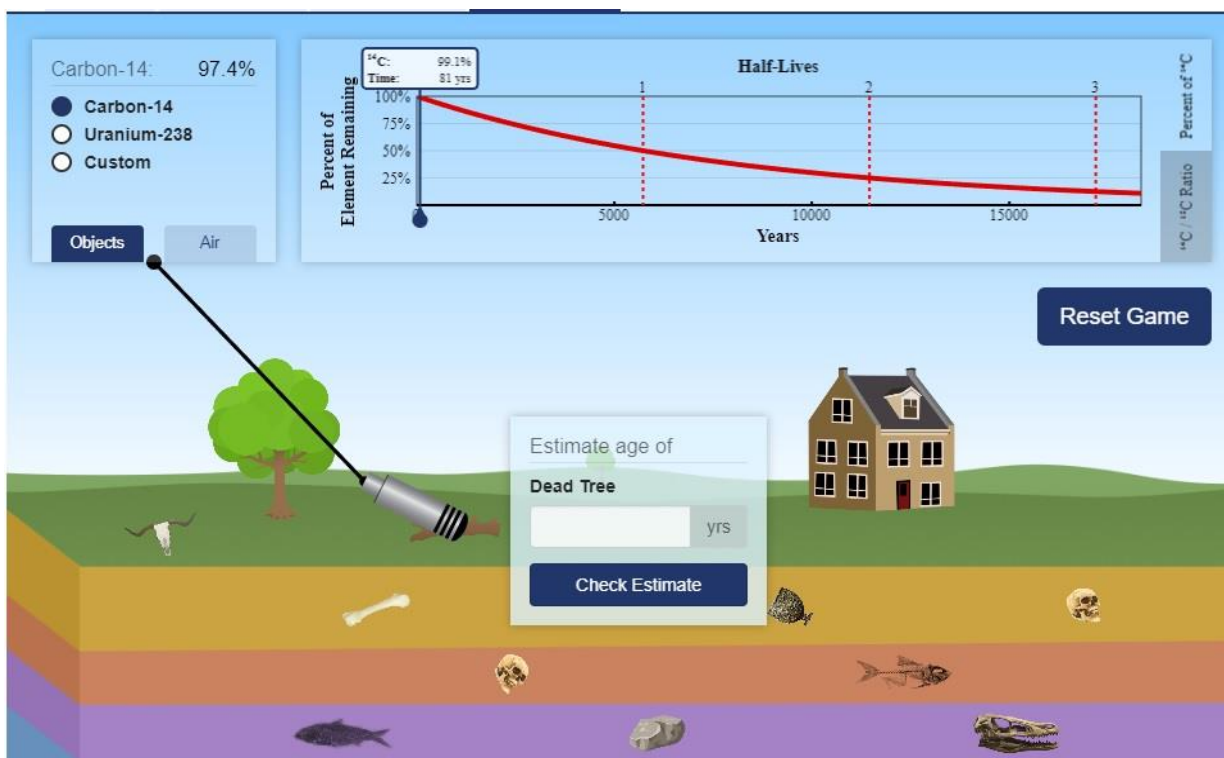 Carbon-14: 97.4%
Carbon-14
Uranium-238
Custom
Objects
Air
¹⁴C: 99.1%
Time: 81 yrs
Half-Lives
1 2 3
Percent of
Element Remaining
100%
75%
50%
25%
5000 10000 15000
Years
Percent of ¹⁴C
¹⁴C / ¹²C Ratio
Reset Game
Estimate age of
Dead Tree
yrs
Check Estimate